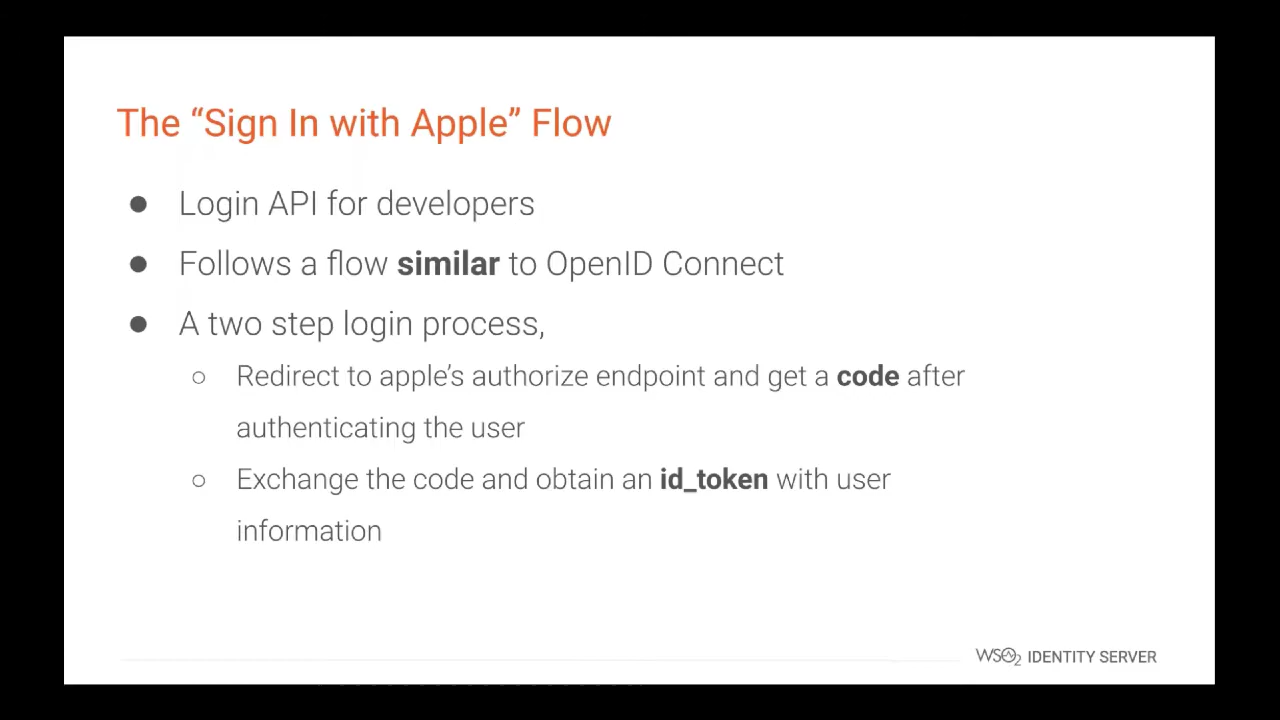 The “Sign In with Apple” Flow
● Login API for developers
● Follows a flow similar to OpenID Connect
● A two step login process,
○ Redirect to apple’s authorize endpoint and get a code after
authenticating the user
○ Exchange the code and obtain an id_token with user
information
WSO2 IDENTITY SERVER